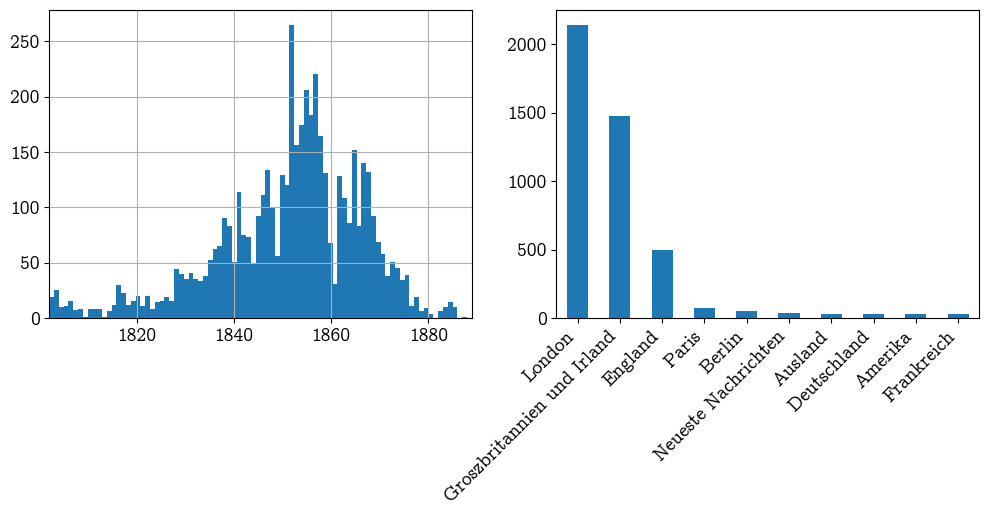 250
200
150
100
50
0
1820
1840
1860
1880
2000
1500
1000
500
0
London
Groszbritannien und Irland
England
Paris
Berlin
Neueste Nachrichten
Ausland
Deutschland
Amerika
Frankreich